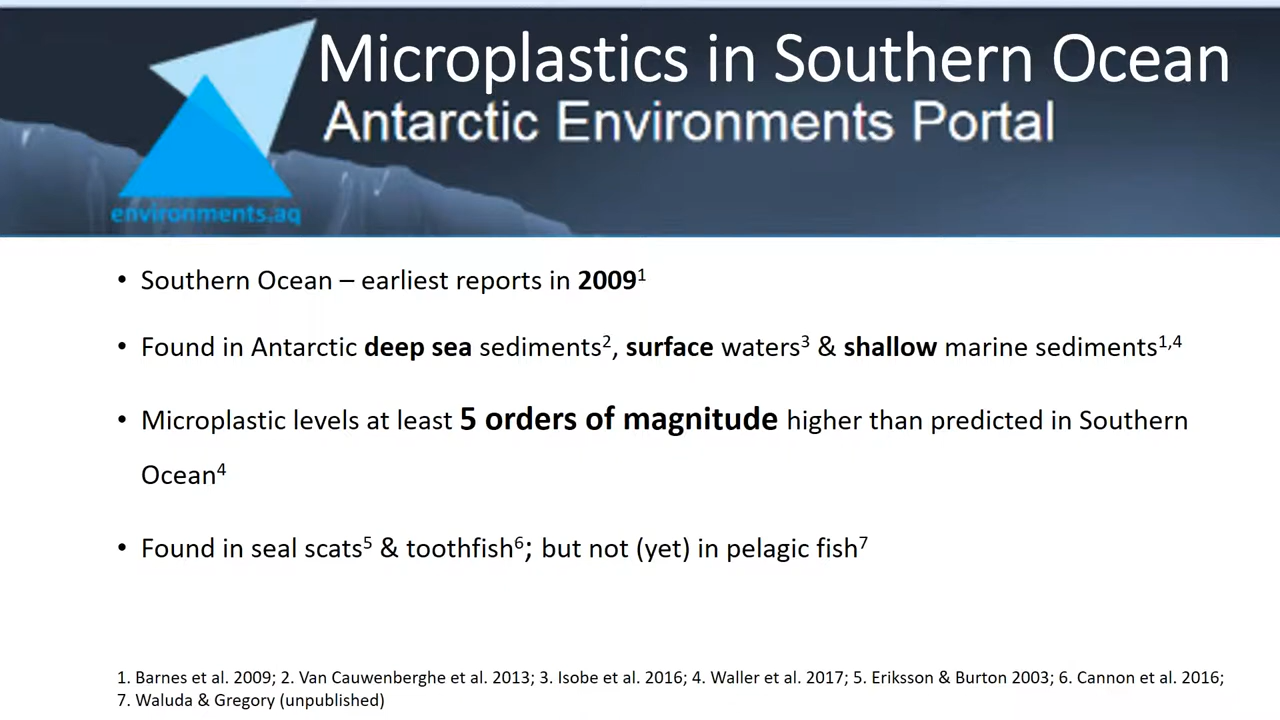 Microplastics in Southern Ocean
Antarctic Environments Portal
environments.aq
• Southern Ocean – earliest reports in 2009¹
• Found in Antarctic deep sea sediments², surface waters³ & shallow marine sediments¹,⁴
• Microplastic levels at least 5 orders of magnitude higher than predicted in Southern
Ocean⁴
• Found in seal scats⁵ & toothfish⁶; but not (yet) in pelagic fish⁷
1. Barnes et al. 2009; 2. Van Cauwenberghe et al. 2013; 3. Isobe et al. 2016; 4. Waller et al. 2017; 5. Eriksson & Burton 2003; 6. Cannon et al. 2016;
7. Waluda & Gregory (unpublished)